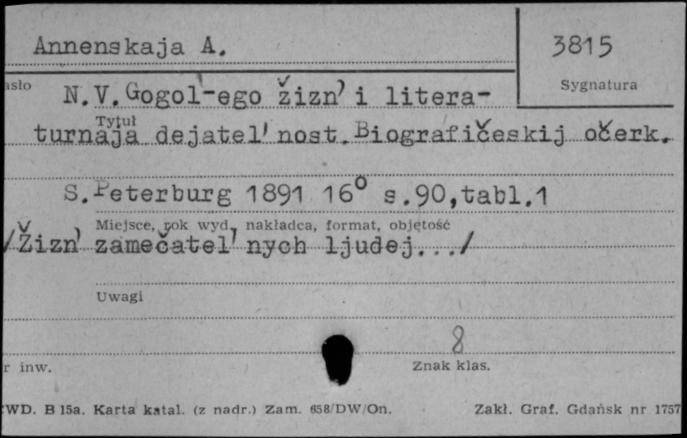 Annenskaja A.
3815
asło
Sygnatura
N.V.Gogol'-ego žizn' i litera-
Tytuł
turnaja dejatel'nost.Biografičeskij očerk.
S.Peterburg 1891 16⁰ s.90,tabl.1
Miejsce, rok wyd., nakładca, format, objętość
/Žizn' zamečatel'nych ljudej.../
Uwagi
8
r inw.
Znak klas.
WD. B 15a. Karta katal. (z nadr.) Zam. 658/DW/On.
Zakł. Graf. Gdańsk nr 1757